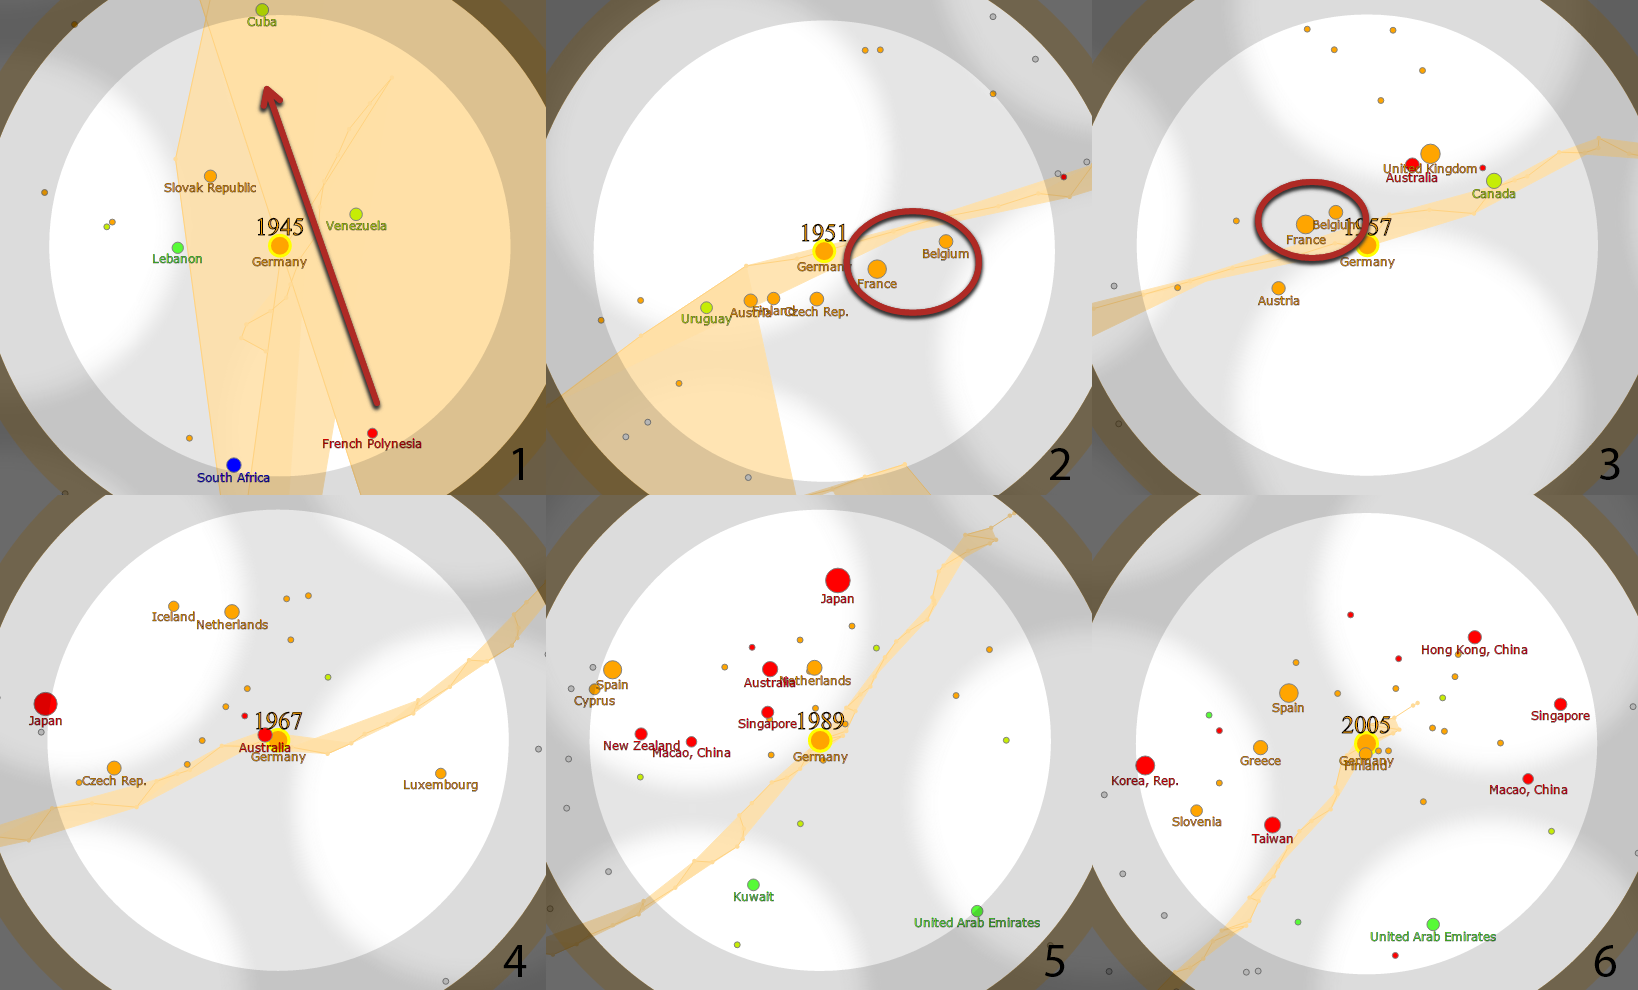 Cuba
Slovak Republic
1945
Venezuela
Lebanon
Germany
French Polynesia
South Africa
1
1951
Belgium
Germany
France
Uruguay
Austria
Finland
Czech Rep.
2
United Kingdom
Australia
Canada
Belgium
1957
France
Germany
Austria
3
Iceland
Netherlands
Japan
1967
Australia
Germany
Czech Rep.
Luxembourg
4
Japan
Spain
Australia
Netherlands
Cyprus
Singapore
1989
New Zealand
Macao, China
Germany
Kuwait
United Arab Emirates
5
Hong Kong, China
Spain
Singapore
2005
Greece
Germany
Finland
Korea, Rep.
Macao, China
Slovenia
Taiwan
United Arab Emirates
6